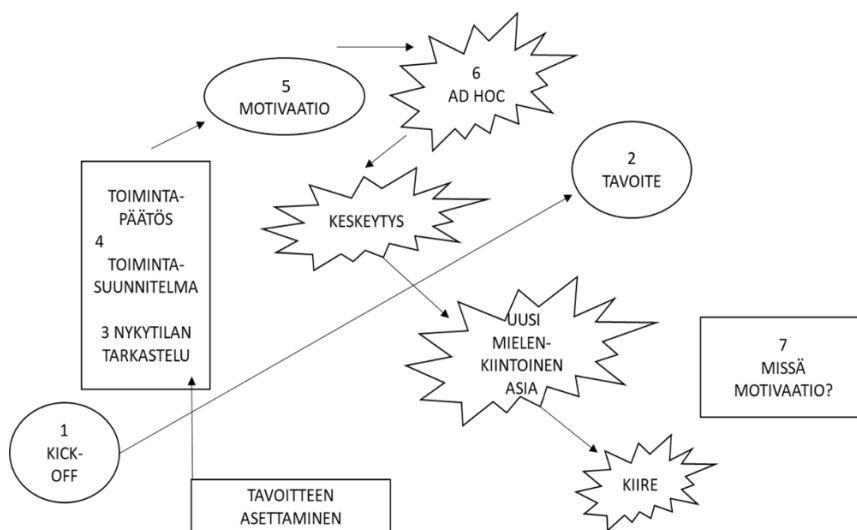 5
MOTIVAATIO
6
AD HOC
2
TAVOITE
TOIMINTA-
PÄÄTÖS
4
TOIMINTA-
SUUNNITELMA
3 NYKYTILAN
TARKASTELU
KESKEYTYS
UUSI
MIELEN-
KIINTOINEN
ASIA
7
MISSÄ
MOTIVAATIO?
1
KICK-
OFF
TAVOITTEEN
ASETTAMINEN
KIIRE